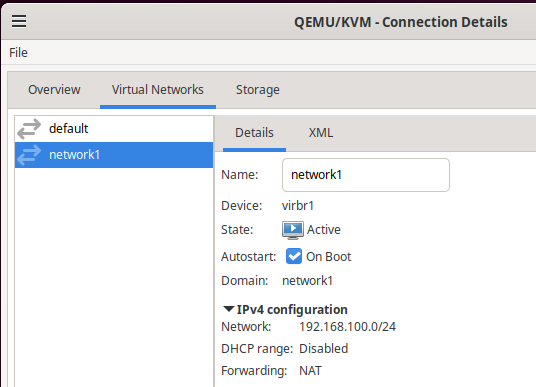 QEMU/KVM - Connection Details
File
Overview Virtual Networks Storage
default
network1
Details XML
Name: network1
Device: virbr1
State: Active
Autostart: On Boot
Domain: network1
IPv4 configuration
Network: 192.168.100.0/24
DHCP range: Disabled
Forwarding: NAT